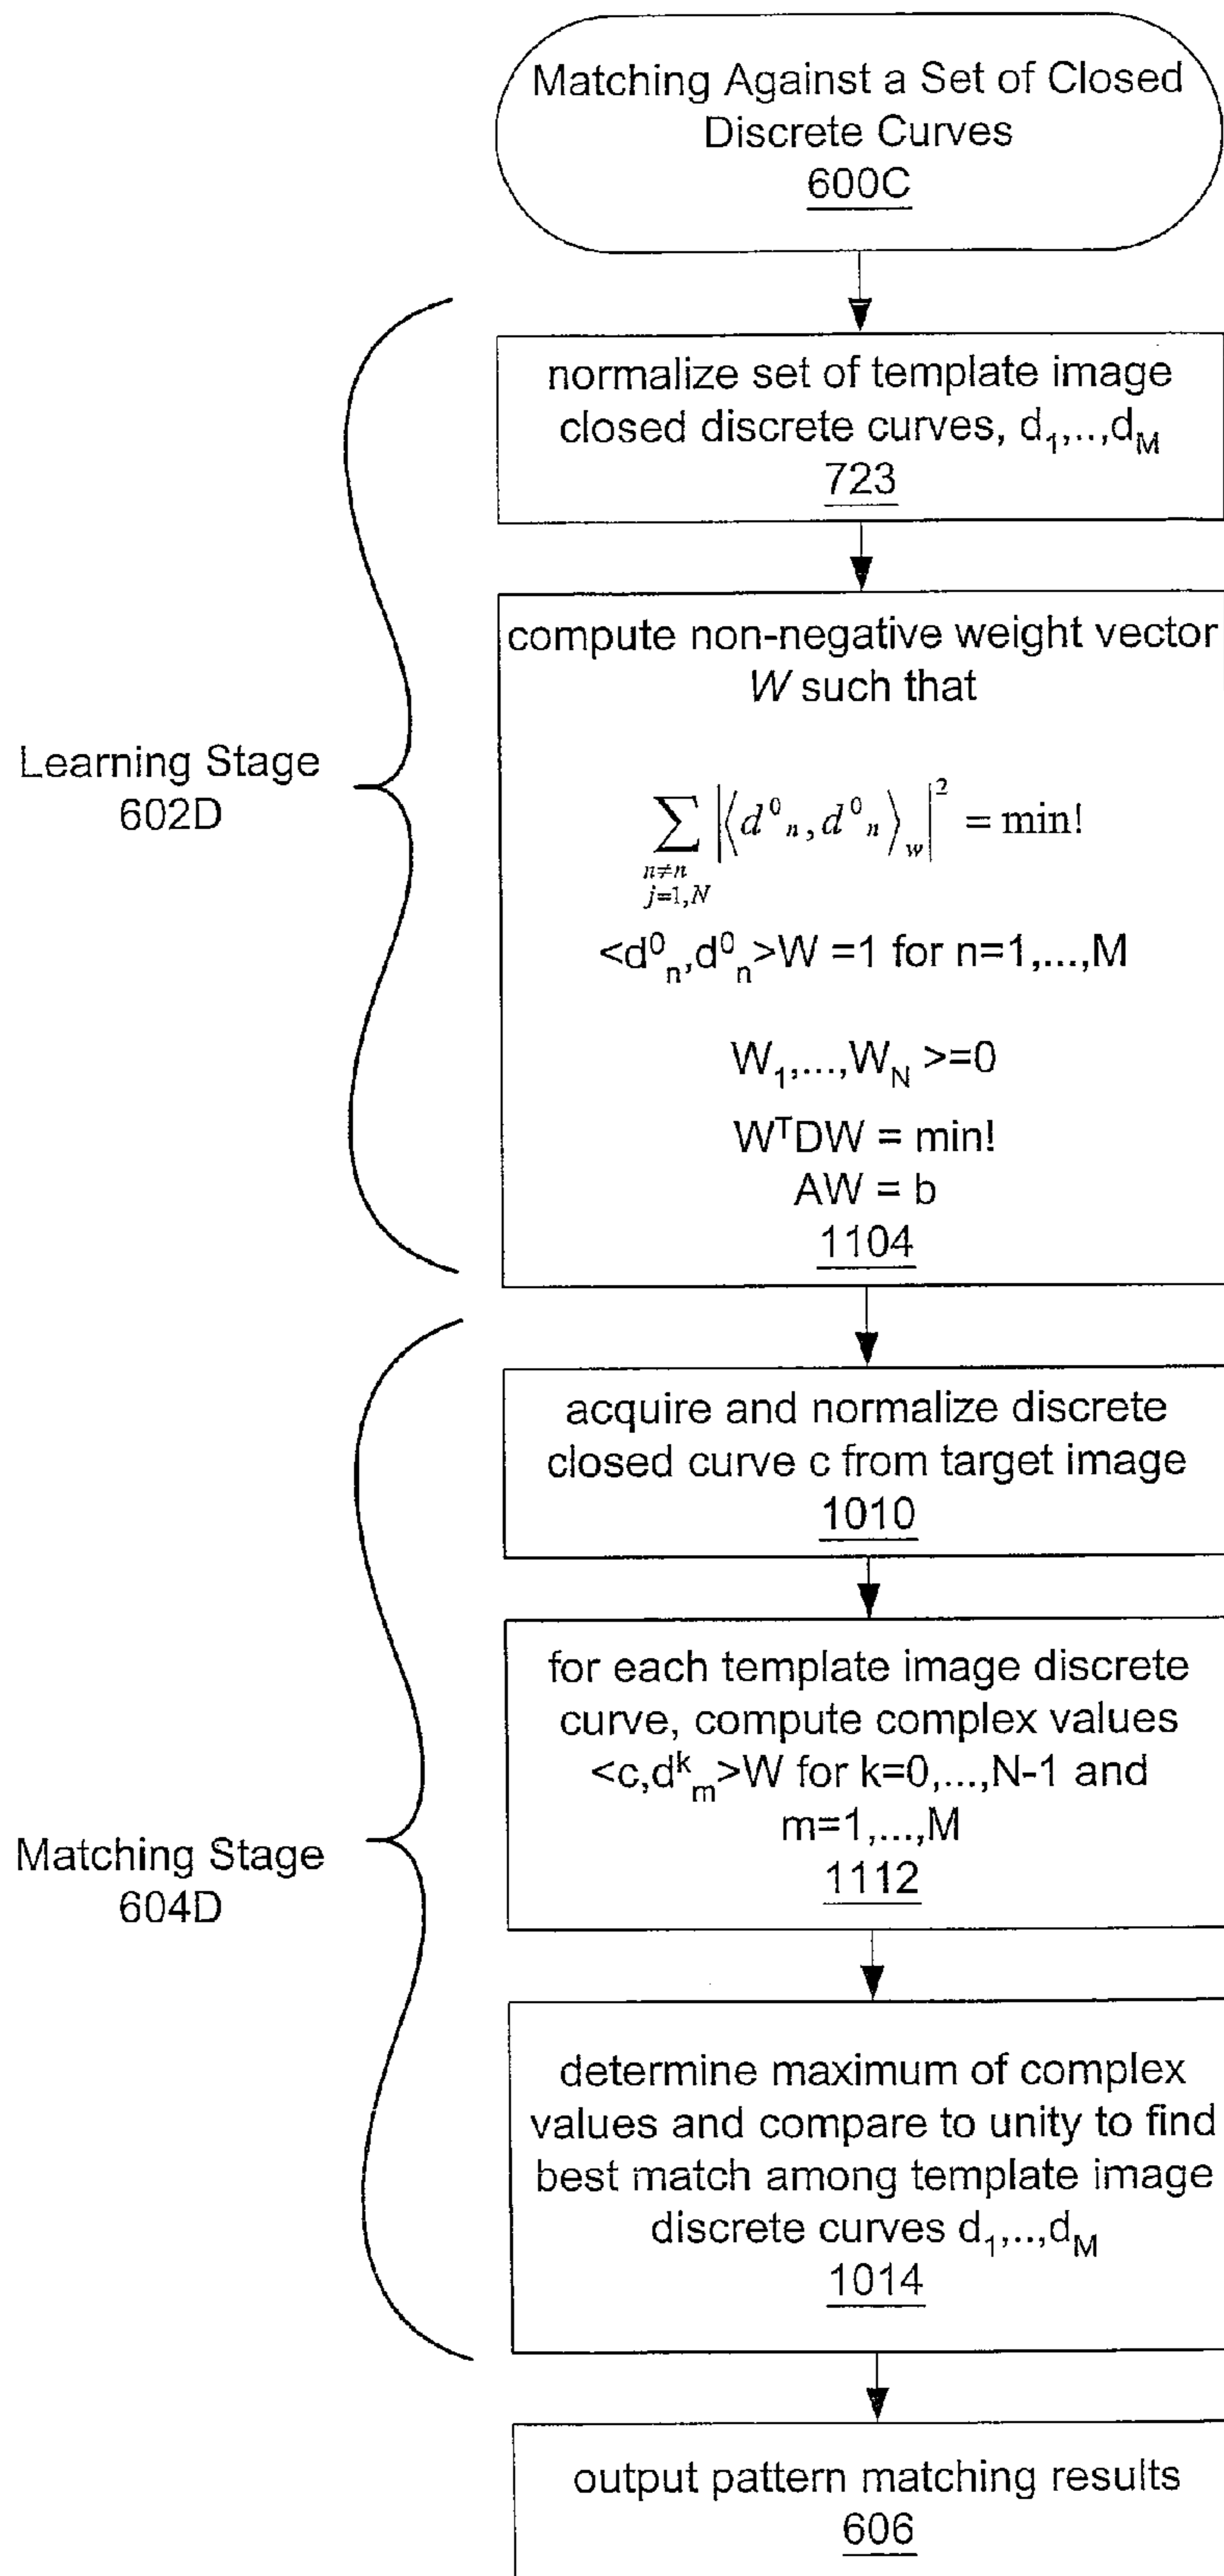 Matching Against a Set of Closed
Discrete Curves
600C
normalize set of template image
closed discrete curves, d₁,..,d_M
723
compute non-negative weight vector
W such that
∑ |⟨d⁰ₙ, d⁰ₙ⟩_w|² = min!
n≠n
j=1,N
<d⁰ₙ,d⁰ₙ>W =1 for n=1,...,M
W₁,...,W_N >=0
WᵀDW = min!
AW = b
1104
Learning Stage
602D
acquire and normalize discrete
closed curve c from target image
1010
for each template image discrete
curve, compute complex values
<c,dᵏₘ>W for k=0,...,N-1 and
m=1,...,M
1112
Matching Stage
604D
determine maximum of complex
values and compare to unity to find
best match among template image
discrete curves d₁,..,d_M
1014
output pattern matching results
606